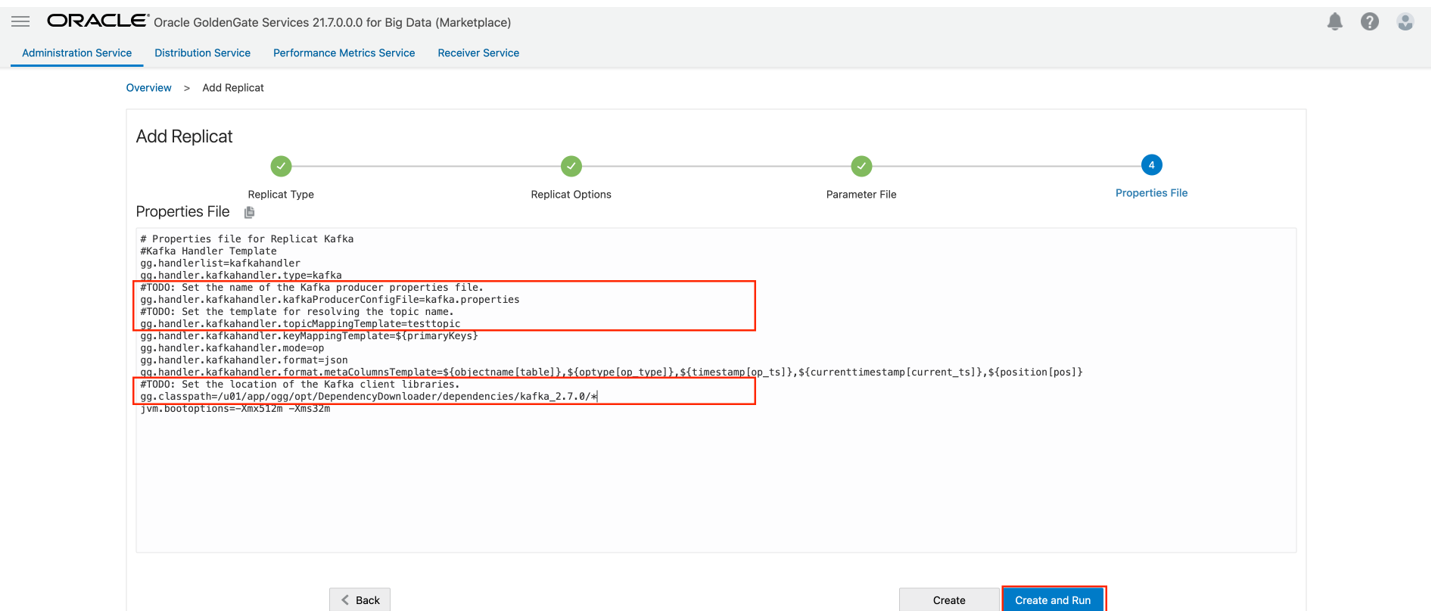 ORACLE® Oracle GoldenGate Services 21.7.0.0.0 for Big Data (Marketplace)
Administration Service Distribution Service Performance Metrics Service Receiver Service
Overview > Add Replicat
Add Replicat
4
Replicat Type Replicat Options Parameter File Properties File
Properties File
# Properties file for Replicat Kafka
#Kafka Handler Template
gg.handlerlist=kafkahandler
gg.handler.kafkahandler.type=kafka
#TODO: Set the name of the Kafka producer properties file.
gg.handler.kafkahandler.kafkaProducerConfigFile=kafka.properties
#TODO: Set the template for resolving the topic name.
gg.handler.kafkahandler.topicMappingTemplate=testtopic
gg.handler.kafkahandler.keyMappingTemplate=${primaryKeys}
gg.handler.kafkahandler.mode=op
gg.handler.kafkahandler.format=json
gg.handler.kafkahandler.format.metaColumnsTemplate=${objectname[table]},${optype[op_type]},${timestamp[op_ts]},${currenttimestamp[current_ts]},${position[pos]}
#TODO: Set the location of the Kafka client libraries.
gg.classpath=/u01/app/ogg/opt/DependencyDownloader/dependencies/kafka_2.7.0/*
jvm.bootoptions=-Xmx512m -Xms32m
Back Create Create and Run